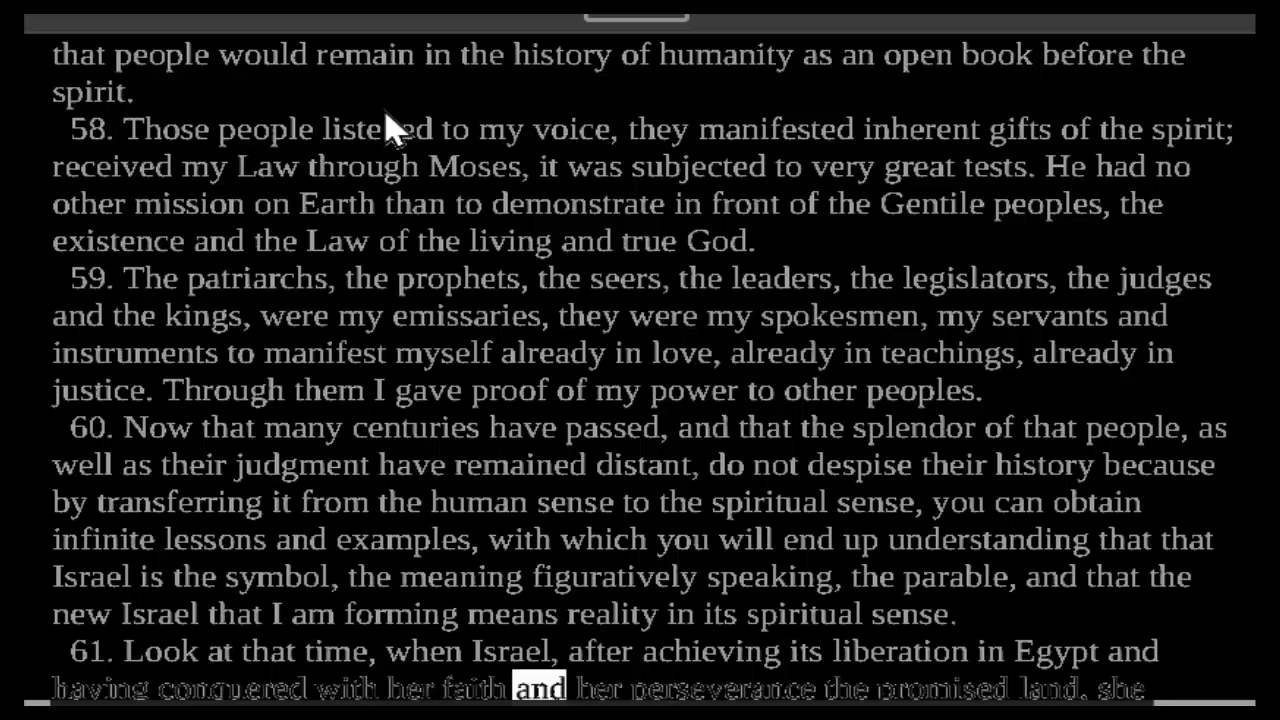 that people would remain in the history of humanity as an open book before the
spirit.
58. Those people listened to my voice, they manifested inherent gifts of the spirit;
received my Law through Moses, it was subjected to very great tests. He had no
other mission on Earth than to demonstrate in front of the Gentile peoples, the
existence and the Law of the living and true God.
59. The patriarchs, the prophets, the seers, the leaders, the legislators, the judges
and the kings, were my emissaries, they were my spokesmen, my servants and
instruments to manifest myself already in love, already in teachings, already in
justice. Through them I gave proof of my power to other peoples.
60. Now that many centuries have passed, and that the splendor of that people, as
well as their judgment have remained distant, do not despise their history because
by transferring it from the human sense to the spiritual sense, you can obtain
infinite lessons and examples, with which you will end up understanding that that
Israel is the symbol, the meaning figuratively speaking, the parable, and that the
new Israel that I am forming means reality in its spiritual sense.
61. Look at that time, when Israel, after achieving its liberation in Egypt and
having conquered with her faith and her perseverance the promised land, she